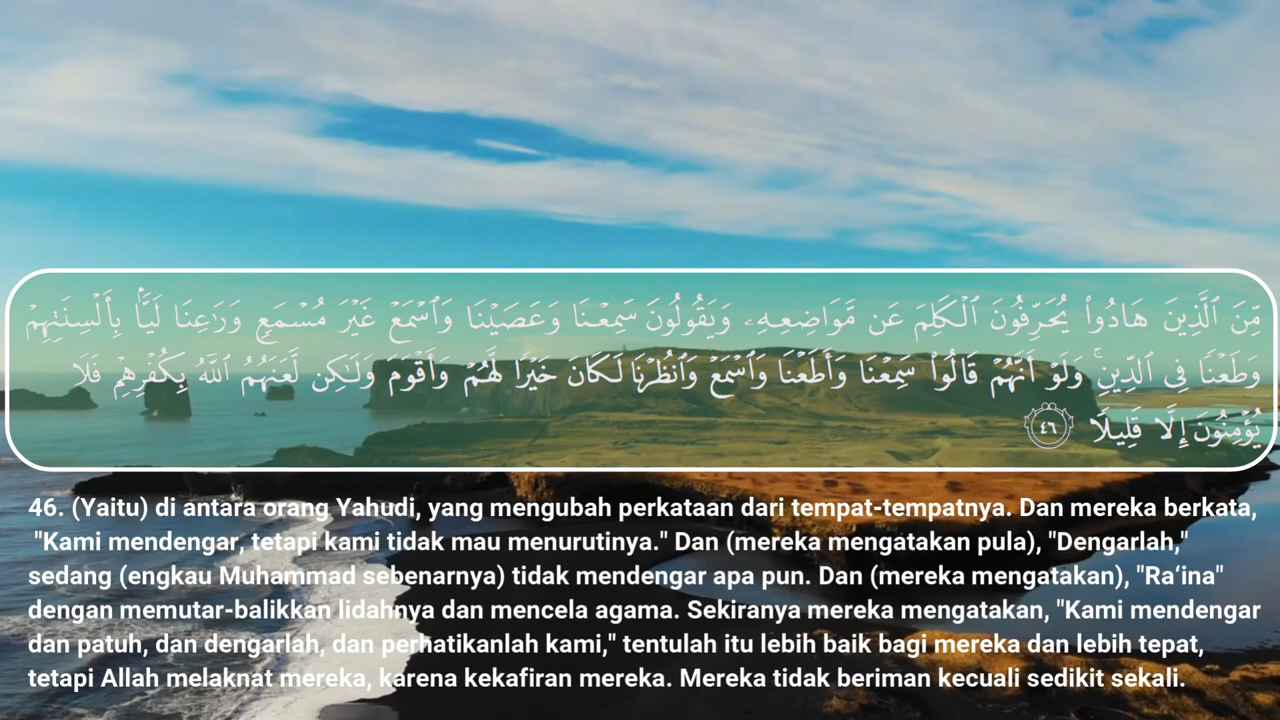 مِّنَ ٱلَّذِينَ هَادُوا۟ يُحَرِّفُونَ ٱلْكَلِمَ عَن مَّوَاضِعِهِۦ وَيَقُولُونَ سَمِعْنَا وَعَصَيْنَا وَٱسْمَعْ غَيْرَ مُسْمَعٍ وَرَٰعِنَا لَيًّۢا بِأَلْسِنَتِهِمْ
وَطَعْنًا فِى ٱلدِّينِ ۚ وَلَوْ أَنَّهُمْ قَالُوا۟ سَمِعْنَا وَأَطَعْنَا وَٱسْمَعْ وَٱنظُرْنَا لَكَانَ خَيْرًا لَّهُمْ وَأَقْوَمَ وَلَٰكِن لَّعَنَهُمُ ٱللَّهُ بِكُفْرِهِمْ فَلَا
يُؤْمِنُونَ إِلَّا قَلِيلًا ٤٦
46. (Yaitu) di antara orang Yahudi, yang mengubah perkataan dari tempat-tempatnya. Dan mereka berkata,
"Kami mendengar, tetapi kami tidak mau menurutinya." Dan (mereka mengatakan pula), "Dengarlah,"
sedang (engkau Muhammad sebenarnya) tidak mendengar apa pun. Dan (mereka mengatakan), "Ra‘ina"
dengan memutar-balikkan lidahnya dan mencela agama. Sekiranya mereka mengatakan, "Kami mendengar
dan patuh, dan dengarlah, dan perhatikanlah kami," tentulah itu lebih baik bagi mereka dan lebih tepat,
tetapi Allah melaknat mereka, karena kekafiran mereka. Mereka tidak beriman kecuali sedikit sekali.